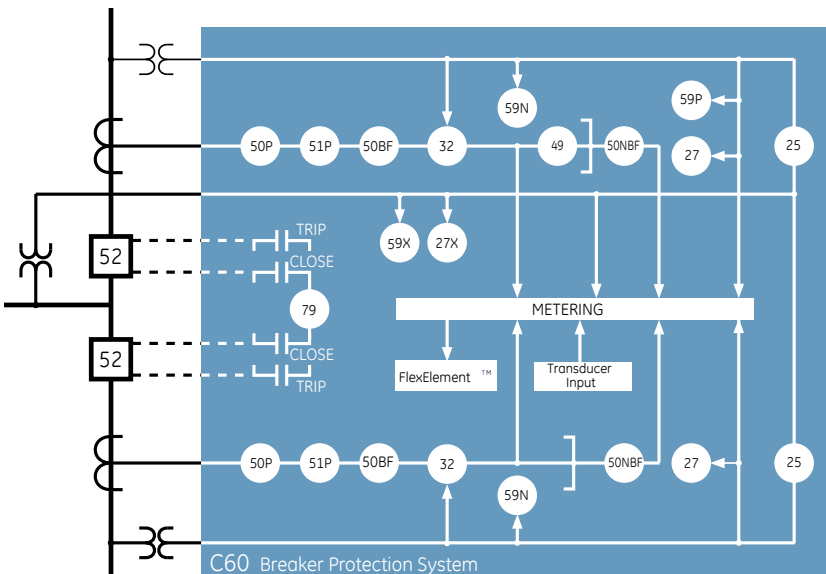 59N
59P
50P
51P
50BF
32
49
50NBF
27
25
59X
27X
TRIP
52
CLOSE
79
METERING
52
CLOSE
FlexElement ™
Transducer
Input
TRIP
50P
51P
50BF
32
50NBF
27
25
59N
C60 Breaker Protection System